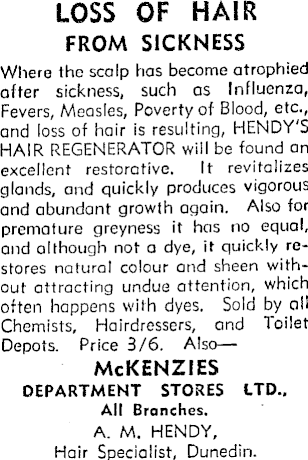 LOSS OF HAIR
FROM SICKNESS
Where the scalp has become atrophied
after sickness, such as Influenza,
Fevers, Measles, Poverty of Blood, etc.,
and loss of hair is resulting, HENDY'S
HAIR REGENERATOR will be found an
excellent restorative. It revitalizes
glands, and quickly produces vigorous
and abundant growth again. Also for
premature greyness it has no equal,
and although not a dye, it quickly re-
stores natural colour and sheen with-
out attracting undue attention, which
often happens with dyes. Sold by all
Chemists, Hairdressers, and Toilet
Depots. Price 3/6. Also—
McKENZIES
DEPARTMENT STORES LTD.,
All Branches.
A. M. HENDY,
Hair Specialist, Dunedin.